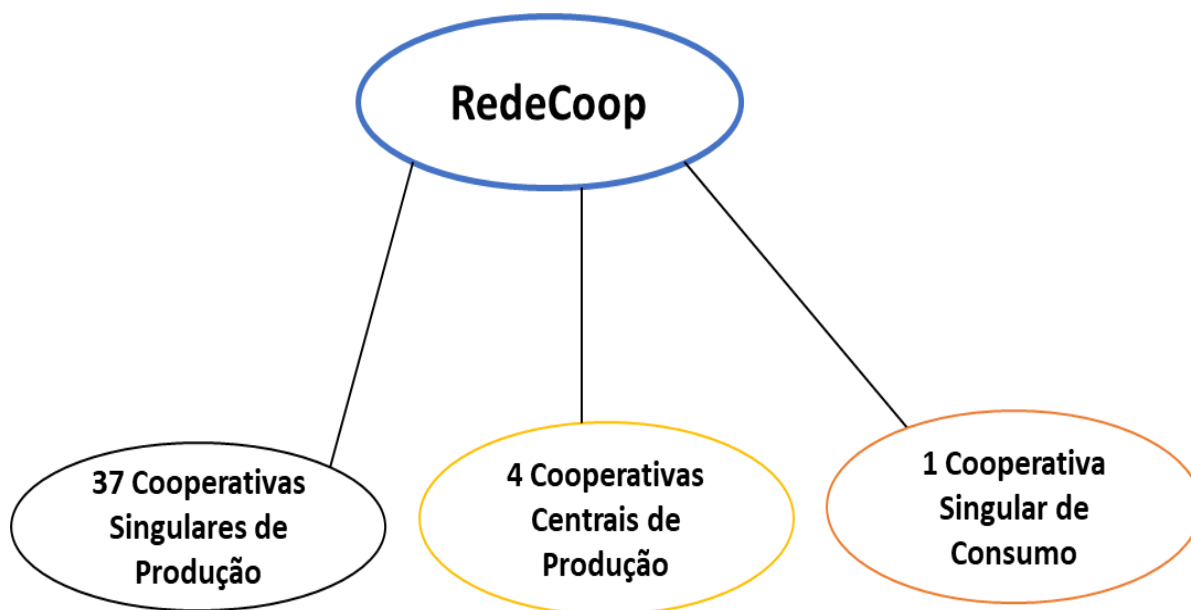 RedeCoop
37 Cooperativas
Singulares de
Produção
4 Cooperativas
Centrais de
Produção
1 Cooperativa
Singular de
Consumo